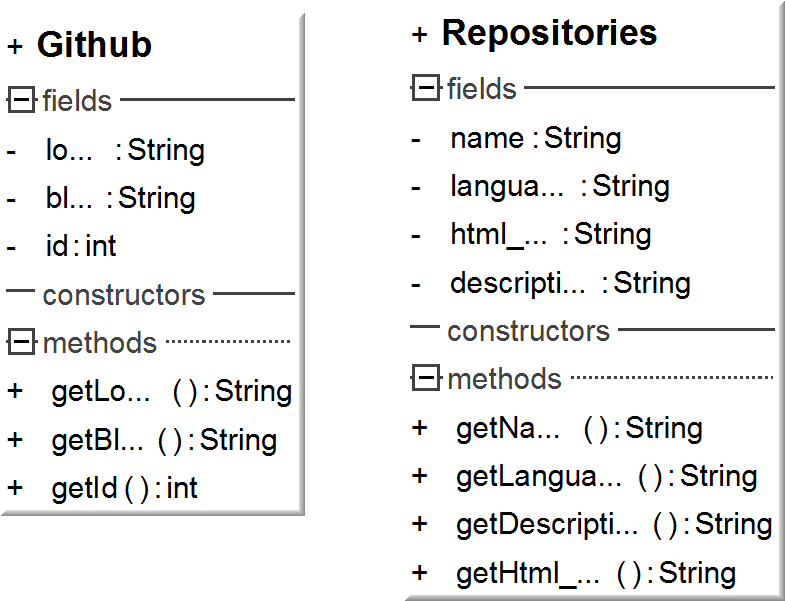 + Github
fields
- lo... : String
- bl... : String
- id : int
constructors
methods
+ getLo... ( ) : String
+ getBl... ( ) : String
+ getId ( ) : int
+ Repositories
fields
- name : String
- langua... : String
- html_... : String
- descripti... : String
constructors
methods
+ getNa... ( ) : String
+ getLangua... ( ) : String
+ getDescripti... ( ) : String
+ getHtml_... ( ) : String